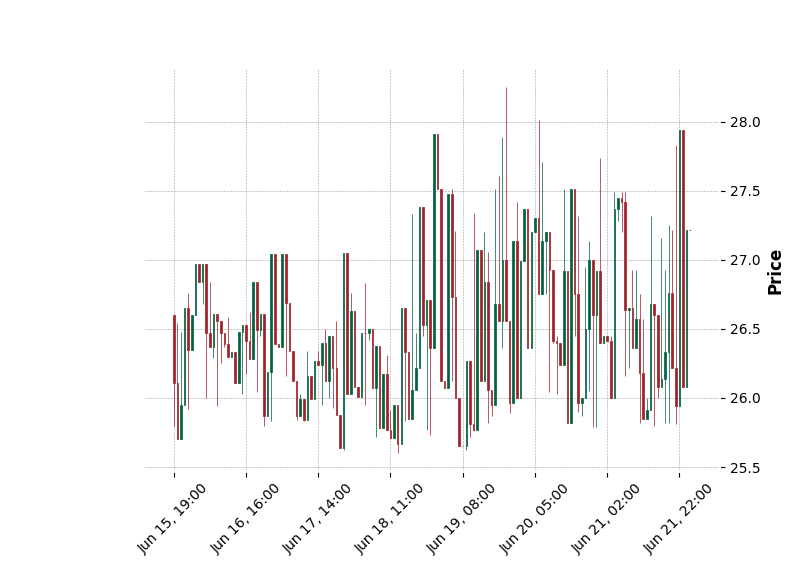 28.0
27.5
27.0
26.5
26.0
25.5
Price
Jun 15, 19:00
Jun 16, 16:00
Jun 17, 14:00
Jun 18, 11:00
Jun 19, 08:00
Jun 20, 05:00
Jun 21, 02:00
Jun 21, 22:00